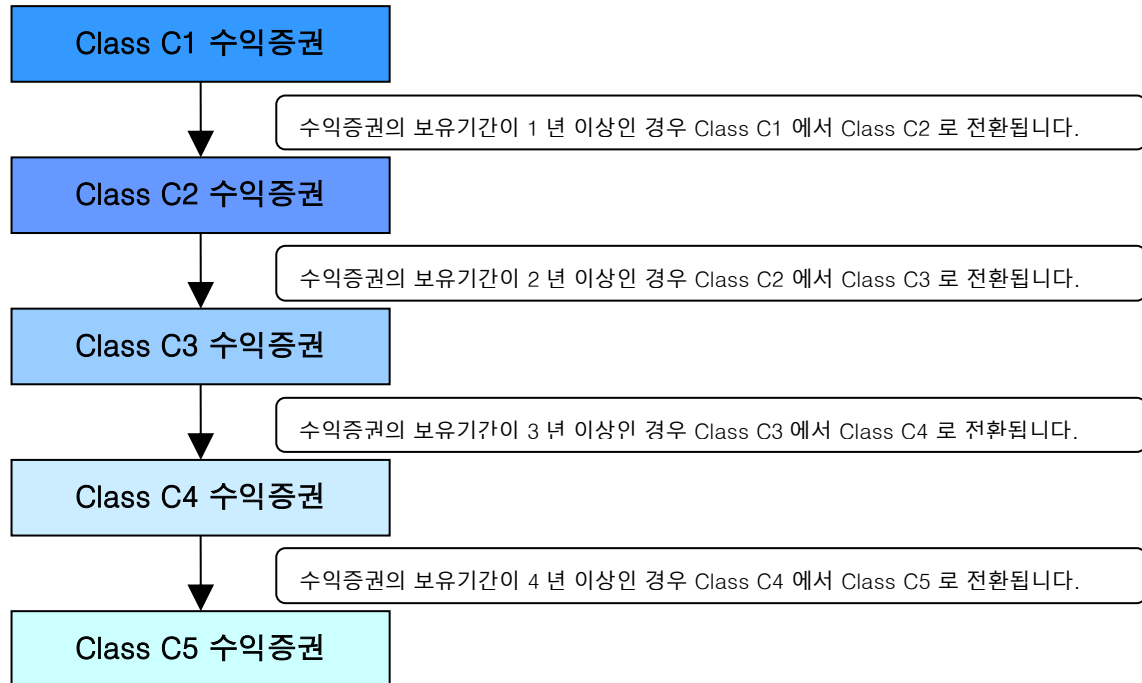 Class C1 수익증권
수익증권의 보유기간이 1 년 이상인 경우 Class C1 에서 Class C2 로 전환됩니다.
Class C2 수익증권
수익증권의 보유기간이 2 년 이상인 경우 Class C2 에서 Class C3 로 전환됩니다.
Class C3 수익증권
수익증권의 보유기간이 3 년 이상인 경우 Class C3 에서 Class C4 로 전환됩니다.
Class C4 수익증권
수익증권의 보유기간이 4 년 이상인 경우 Class C4 에서 Class C5 로 전환됩니다.
Class C5 수익증권